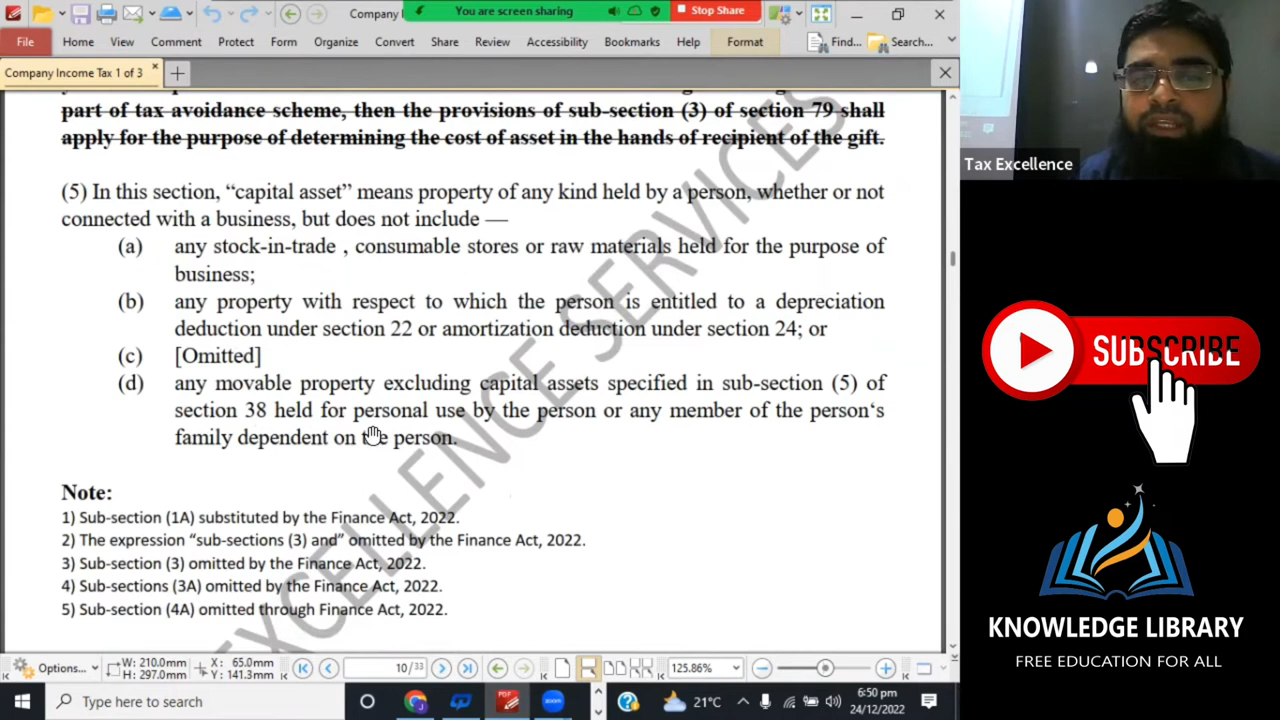 Company I
You are screen sharing
Stop Share
File
Home
View
Comment
Protect
Form
Organize
Convert
Share
Review
Accessibility
Bookmarks
Help
Format
Find...
Search...
Company Income Tax 1 of 3
part of tax avoidance scheme, then the provisions of sub-section (3) of section 79 shall
apply for the purpose of determining the cost of asset in the hands of recipient of the gift.
(5) In this section, “capital asset” means property of any kind held by a person, whether or not
connected with a business, but does not include —
(a) any stock-in-trade , consumable stores or raw materials held for the purpose of
business;
(b) any property with respect to which the person is entitled to a depreciation
deduction under section 22 or amortization deduction under section 24; or
(c) [Omitted]
(d) any movable property excluding capital assets specified in sub-section (5) of
section 38 held for personal use by the person or any member of the person‘s
family dependent on the person.
Note:
1) Sub-section (1A) substituted by the Finance Act, 2022.
2) The expression “sub-sections (3) and” omitted by the Finance Act, 2022.
3) Sub-section (3) omitted by the Finance Act, 2022.
4) Sub-sections (3A) omitted by the Finance Act, 2022.
5) Sub-section (4A) omitted through Finance Act, 2022.
EXCELLENCE SERVICES
Options...
W: 210.0mm
H: 297.0mm
X: 65.0mm
Y: 141.3mm
10 /33
125.86%
Type here to search
21°C
6:50 pm
24/12/2022
Tax Excellence
SUBSCRIBE
KNOWLEDGE LIBRARY
FREE EDUCATION FOR ALL